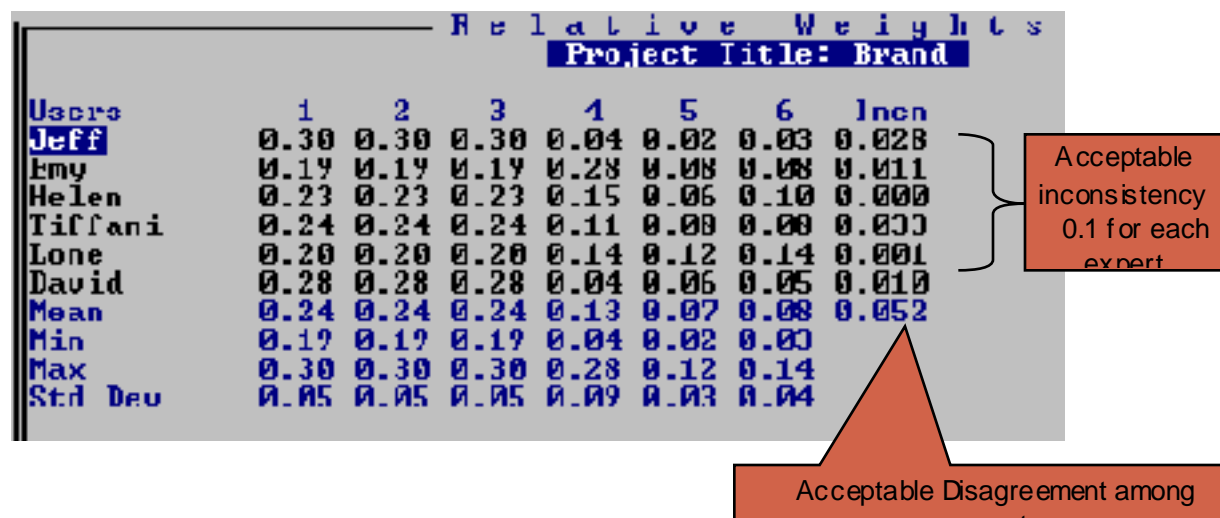 Relative Weights
Project Title: Brand
Users 1 2 3 4 5 6 Incn
Jeff 0.30 0.30 0.30 0.04 0.02 0.03 0.028
Emy 0.19 0.19 0.19 0.28 0.08 0.08 0.011
Helen 0.23 0.23 0.23 0.15 0.06 0.10 0.000
Tiffani 0.24 0.24 0.24 0.11 0.08 0.08
Lone 0.20 0.20 0.20 0.14 0.12 0.14 0.001
David 0.28 0.28 0.28 0.04 0.06 0.05 0.010
Mean 0.24 0.24 0.24 0.13 0.07 0.08 0.052
Min 0.19 0.19 0.19 0.04 0.02 0.03
Max 0.30 0.30 0.30 0.28 0.12 0.14
Std Dev 0.05 0.05 0.05 0.09 0.03 0.04
Acceptable
inconsistency
0.1 for each
expert
Acceptable Disagreement among